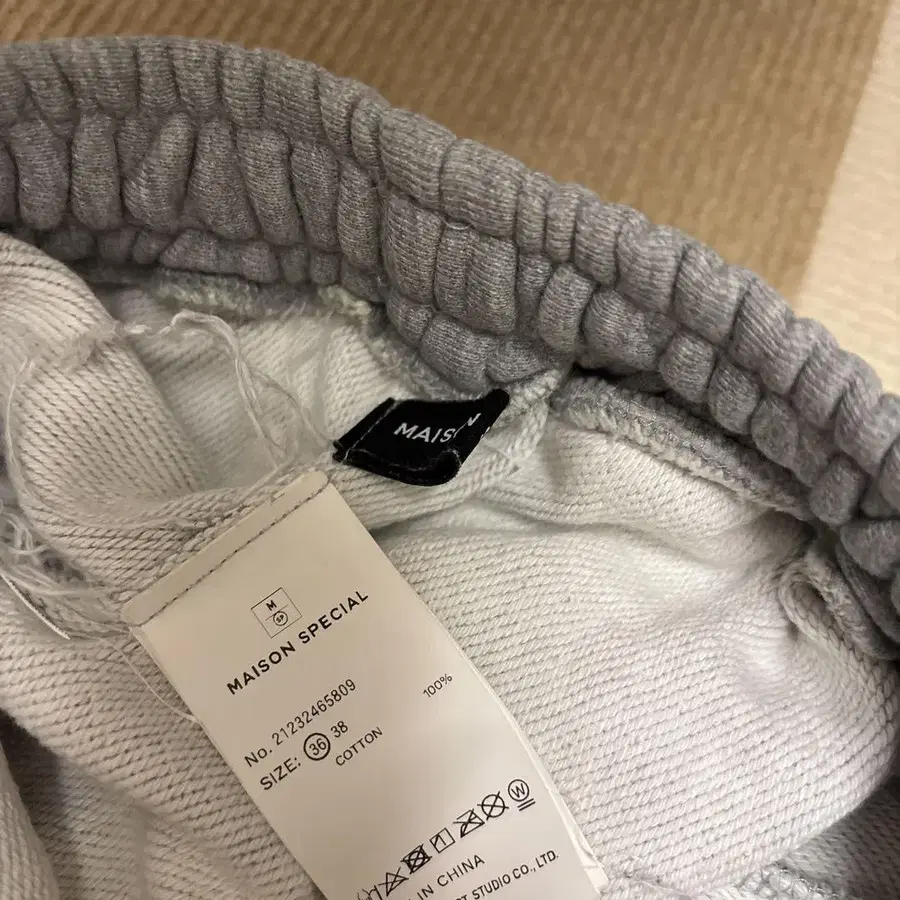 MAISON
M
SP
MAISON SPECIAL
No. 21232465809
SIZE: 36 38
COTTON 100%
W
IN CHINA
STUDIO CO.,LTD.